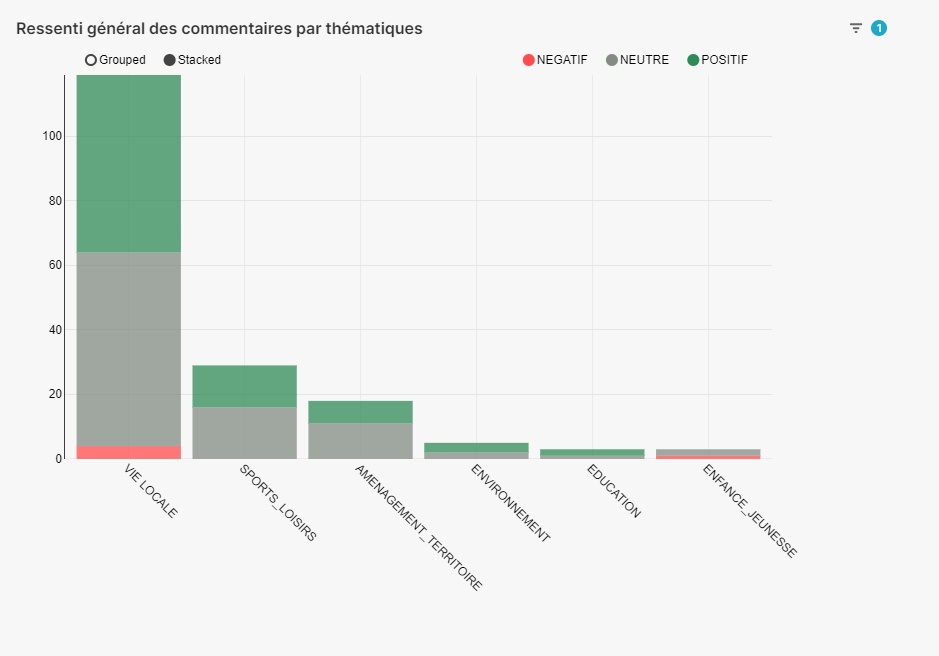 Ressenti général des commentaires par thématiques
1
Grouped Stacked NEGATIF NEUTRE POSITIF
100
80
60
40
20
0
VIE LOCALE
SPORTS_LOISIRS
AMENAGEMENT_TERRITOIRE
ENVIRONNEMENT
EDUCATION
ENFANCE_JEUNESSE